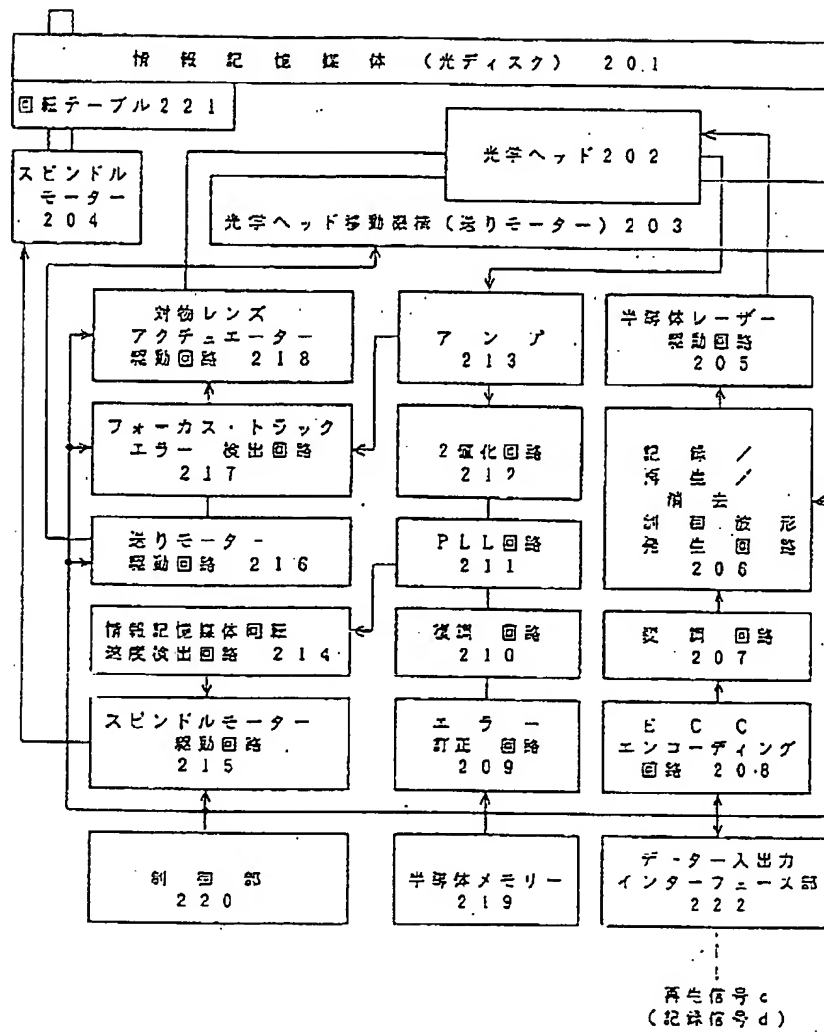 情報記憶媒体(光ディスク) 201
回転テーブル221
光学ヘッド202
スピンドル
モーター
204
光学ヘッド移動機構(送りモーター)203
対物レンズ
アクチュエーター
駆動回路 218
アンプ
213
半導体レーザー
駆動回路
205
フォーカス・トラック
エラー 検出回路
217
2値化回路
212
記録/
再生/
消去
制御波形
発生回路
206
送りモーター
駆動回路 216
PLL回路
211
情報記憶媒体回転
速度検出回路 214
復調 回路
210
変調 回路
207
スピンドルモーター
駆動回路
215
エラー
訂正 回路
209
ECC
エンコーディング
回路 208
制御部
220
半導体メモリー
219
データー入出力
インターフェース部
222
再生信号c
(記録信号d)